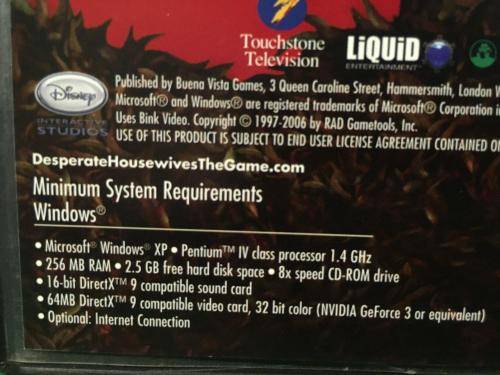 Touchstone
Television
LiQUiD
ENTERTAINMENT
Disney
INTERACTIVE
STUDIOS
Published by Buena Vista Games, 3 Queen Caroline Street, Hammersmith, London
Microsoft® and Windows® are registered trademarks of Microsoft® Corporation
Uses Bink Video. Copyright © 1997-2006 by RAD Gametools, Inc.
USE OF THIS PRODUCT IS SUBJECT TO END USER LICENSE AGREEMENT CONTAINED
DesperateHousewivesTheGame.com
Minimum System Requirements
Windows®
• Microsoft® Windows® XP • Pentium™ IV class processor 1.4 GHz
• 256 MB RAM • 2.5 GB free hard disk space • 8x speed CD-ROM drive
• 16-bit DirectX™ 9 compatible sound card
• 64MB DirectX™ 9 compatible video card, 32 bit color (NVIDIA GeForce 3 or equivalent)
• Optional: Internet Connection